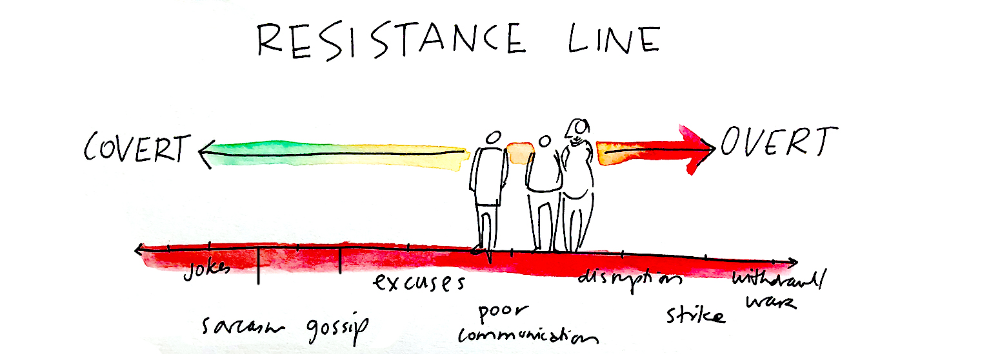 RESISTANCE LINE
COVERT
OVERT
jokes
sarcasm
gossip
excuses
poor
communication
disruption
strike
withdrawl/
war